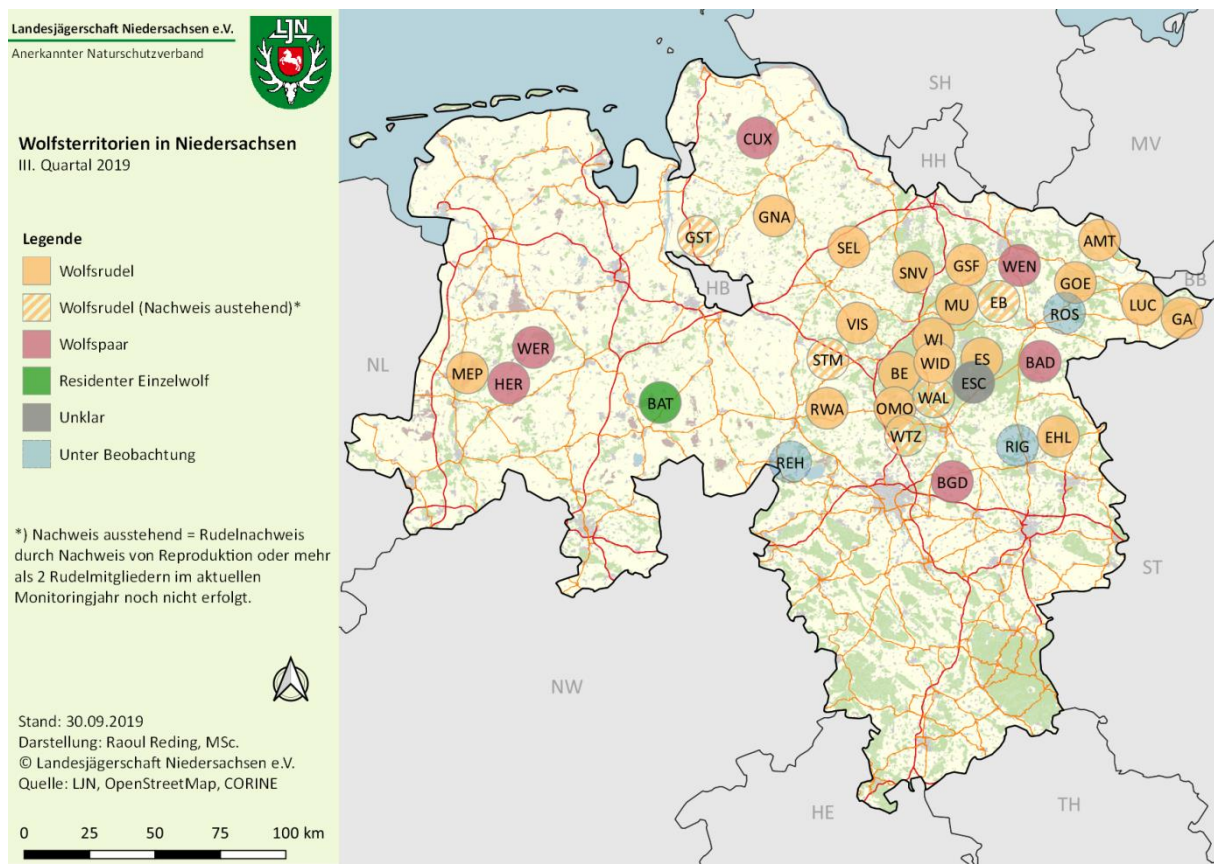 Landesjägerschaft Niedersachsen e.V.
Anerkannter Naturschutzverband
LJN
Wolfsterritorien in Niedersachsen
III. Quartal 2019
Legende
Wolfsrudel
Wolfsrudel (Nachweis austehend)*
Wolfspaar
Residenter Einzelwolf
Unklar
Unter Beobachtung
*) Nachweis ausstehend = Rudelnachweis
durch Nachweis von Reproduktion oder mehr
als 2 Rudelmitgliedern im aktuellen
Monitoringjahr noch nicht erfolgt.
Stand: 30.09.2019
Darstellung: Raoul Reding, MSc.
© Landesjägerschaft Niedersachsen e.V.
Quelle: LJN, OpenStreetMap, CORINE
0 25 50 75 100 km
SH
MV
HH
CUX
GNA
GST
SEL
AMT
SNV
GSF
WEN
GOE
BB
HB
MU
EB
ROS
LUC
GA
VIS
WI
WER
STM
WID
ES
BAD
NL
MEP
HER
BE
ESC
BAT
RWA
OMO
WAL
WTZ
RIG
EHL
REH
BGD
ST
NW
HE
TH